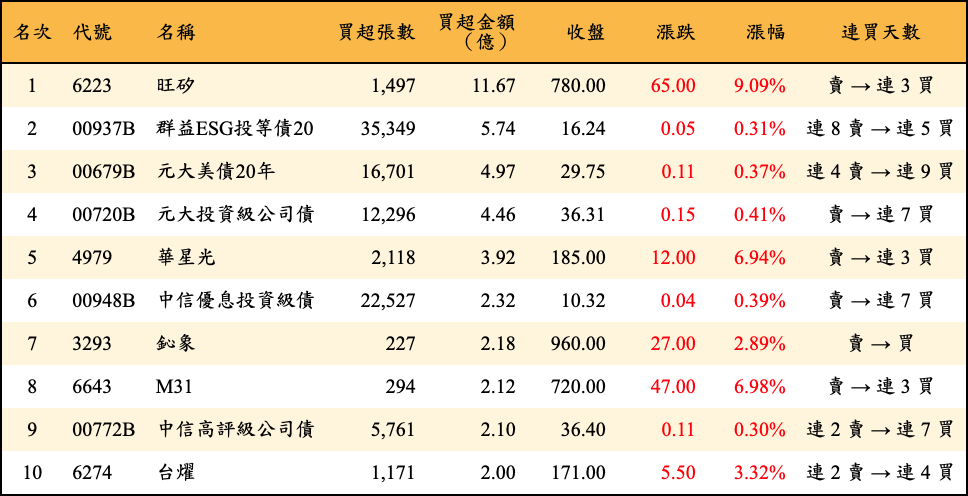 名次 代號 名稱 買超張數 買超金額（億） 收盤 漲跌 漲幅 連買天數
1 6223 旺矽 1,497 11.67 780.00 65.00 9.09% 賣 → 連 3 買
2 00937B 群益ESG投等債20 35,349 5.74 16.24 0.05 0.31% 連 8 賣 → 連 5 買
3 00679B 元大美債20年 16,701 4.97 29.75 0.11 0.37% 連 4 賣 → 連 9 買
4 00720B 元大投資級公司債 12,296 4.46 36.31 0.15 0.41% 賣 → 連 7 買
5 4979 華星光 2,118 3.92 185.00 12.00 6.94% 賣 → 連 3 買
6 00948B 中信優息投資級債 22,527 2.32 10.32 0.04 0.39% 賣 → 連 7 買
7 3293 鈊象 227 2.18 960.00 27.00 2.89% 賣 → 買
8 6643 M31 294 2.12 720.00 47.00 6.98% 賣 → 連 3 買
9 00772B 中信高評級公司債 5,761 2.10 36.40 0.11 0.30% 連 2 賣 → 連 7 買
10 6274 台燿 1,171 2.00 171.00 5.50 3.32% 連 2 賣 → 連 4 買